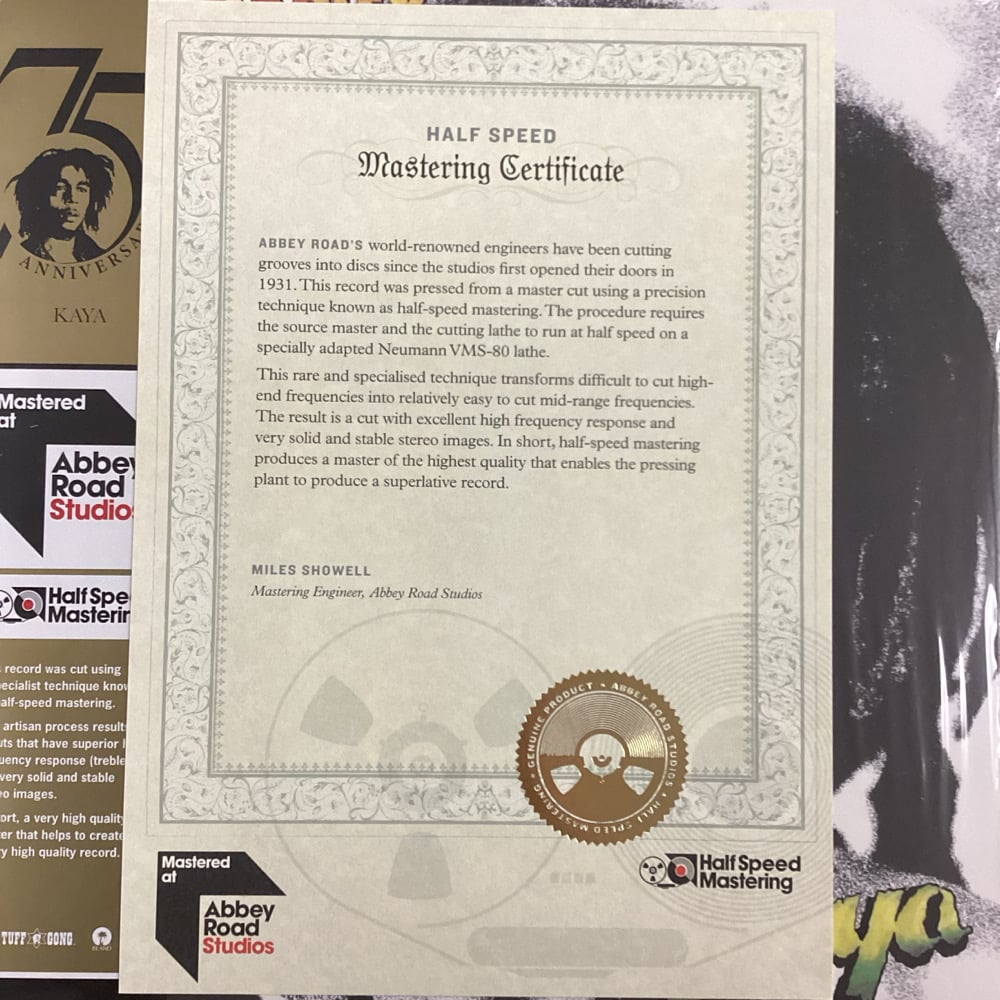 75
ANNIVERSA
KAYA
Mastered
at
Abbey
Road
Studios
Half Spe
Masterin
record was cut using
ecialist technique know
alf-speed mastering.
artisan process results
uts that have superior
uency response (treble
very solid and stable
eo images.
ort, a very high quality
er that helps to create
y high quality record.
TUFF GONG
ISLAND
HALF SPEED
Mastering Certificate
ABBEY ROAD'S world-renowned engineers have been cutting
grooves into discs since the studios first opened their doors in
1931. This record was pressed from a master cut using a precision
technique known as half-speed mastering. The procedure requires
the source master and the cutting lathe to run at half speed on a
specially adapted Neumann VMS-80 lathe.
This rare and specialised technique transforms difficult to cut high-
end frequencies into relatively easy to cut mid-range frequencies.
The result is a cut with excellent high frequency response and
very solid and stable stereo images. In short, half-speed mastering
produces a master of the highest quality that enables the pressing
plant to produce a superlative record.
MILES SHOWELL
Mastering Engineer, Abbey Road Studios
GENUINE PRODUCT • ABBEY ROAD STUDIOS • HALF SPEED MASTERING •
Mastered
at
Abbey
Road
Studios
Half Speed
Mastering
ya